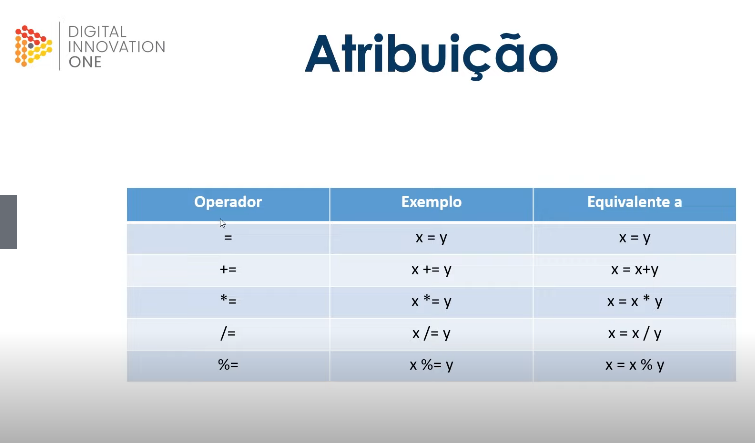 DIGITAL
INNOVATION
ONE
Atribuição
Operador Exemplo Equivalente a
= x = y x = y
+= x += y x = x+y
*= x *= y x = x * y
/= x /= y x = x / y
%= x %= y x = x % y